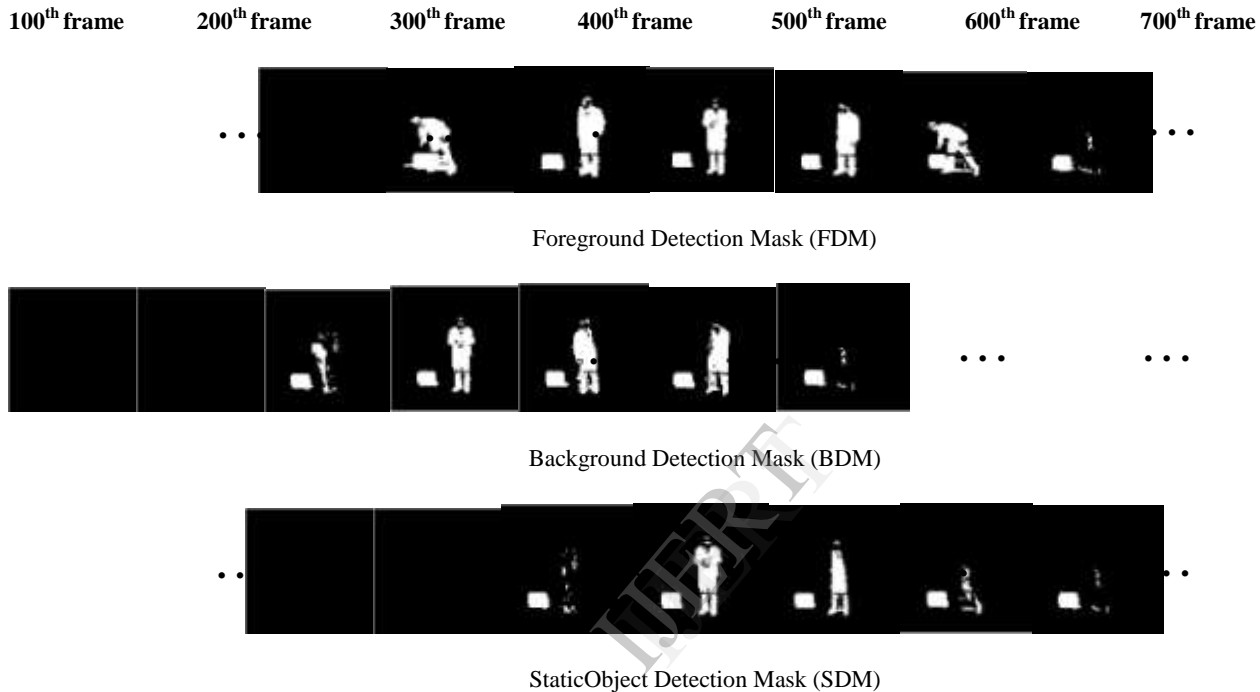 100th frame 200th frame 300th frame 400th frame 500th frame 600th frame 700th frame
Foreground Detection Mask (FDM)
Background Detection Mask (BDM)
IJERT
StaticObject Detection Mask (SDM)